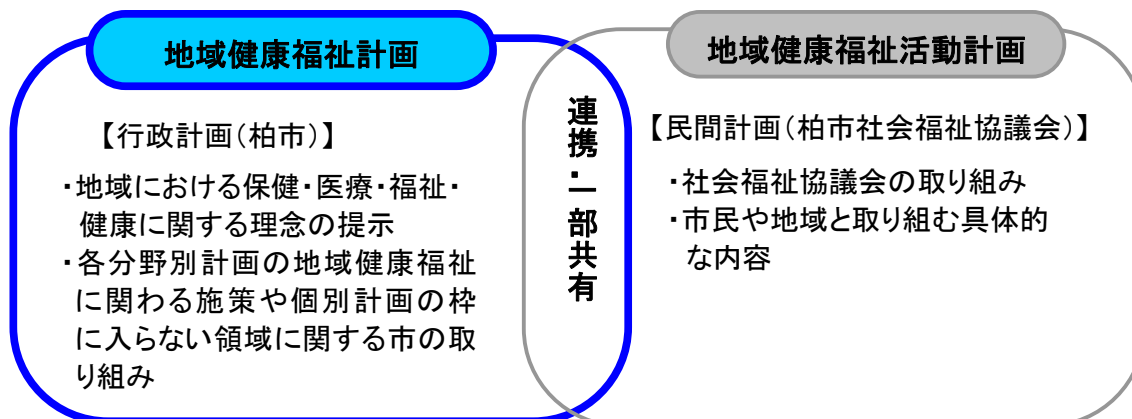 地域健康福祉計画
【行政計画(柏市)】
・地域における保健・医療・福祉・
健康に関する理念の提示
・各分野別計画の地域健康福祉
に関わる施策や個別計画の枠
に入らない領域に関する市の取
り組み
連携・一部共有
地域健康福祉活動計画
【民間計画(柏市社会福祉協議会)】
・社会福祉協議会の取り組み
・市民や地域と取り組む具体的
な内容